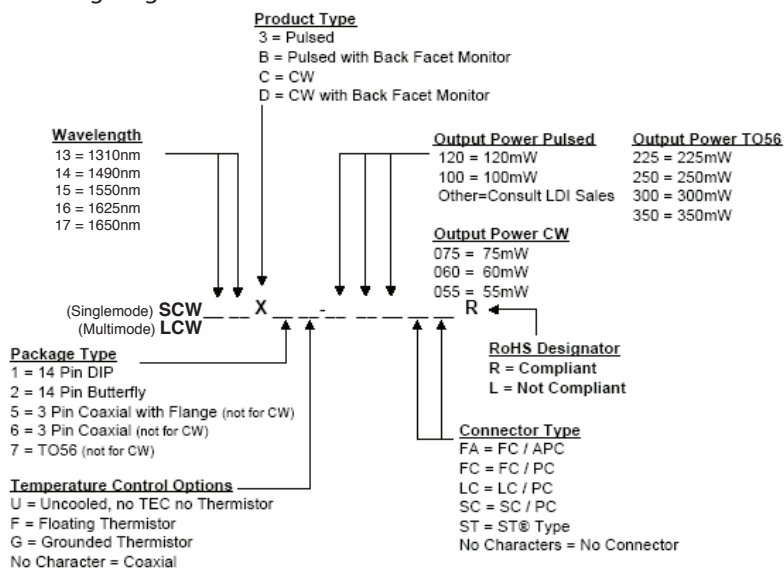 Product Type
3 = Pulsed
B = Pulsed with Back Facet Monitor
C = CW
D = CW with Back Facet Monitor
Wavelength
13 = 1310nm
14 = 1490nm
15 = 1550nm
16 = 1625nm
17 = 1650nm
Output Power Pulsed
120 = 120mW
100 = 100mW
Other=Consult LDI Sales
Output Power TO56
225 = 225mW
250 = 250mW
300 = 300mW
350 = 350mW
Output Power CW
075 = 75mW
060 = 60mW
055 = 55mW
(Singlemode) SCW _ _ X _ _ - _ _ _ _ _ R
(Multimode) LCW
Package Type
1 = 14 Pin DIP
2 = 14 Pin Butterfly
5 = 3 Pin Coaxial with Flange (not for CW)
6 = 3 Pin Coaxial (not for CW)
7 = TO56 (not for CW)
Temperature Control Options
U = Uncooled, no TEC no Thermistor
F = Floating Thermistor
G = Grounded Thermistor
No Character = Coaxial
RoHS Designator
R = Compliant
L = Not Compliant
Connector Type
FA = FC / APC
FC = FC / PC
LC = LC / PC
SC = SC / PC
ST = ST® Type
No Characters = No Connector